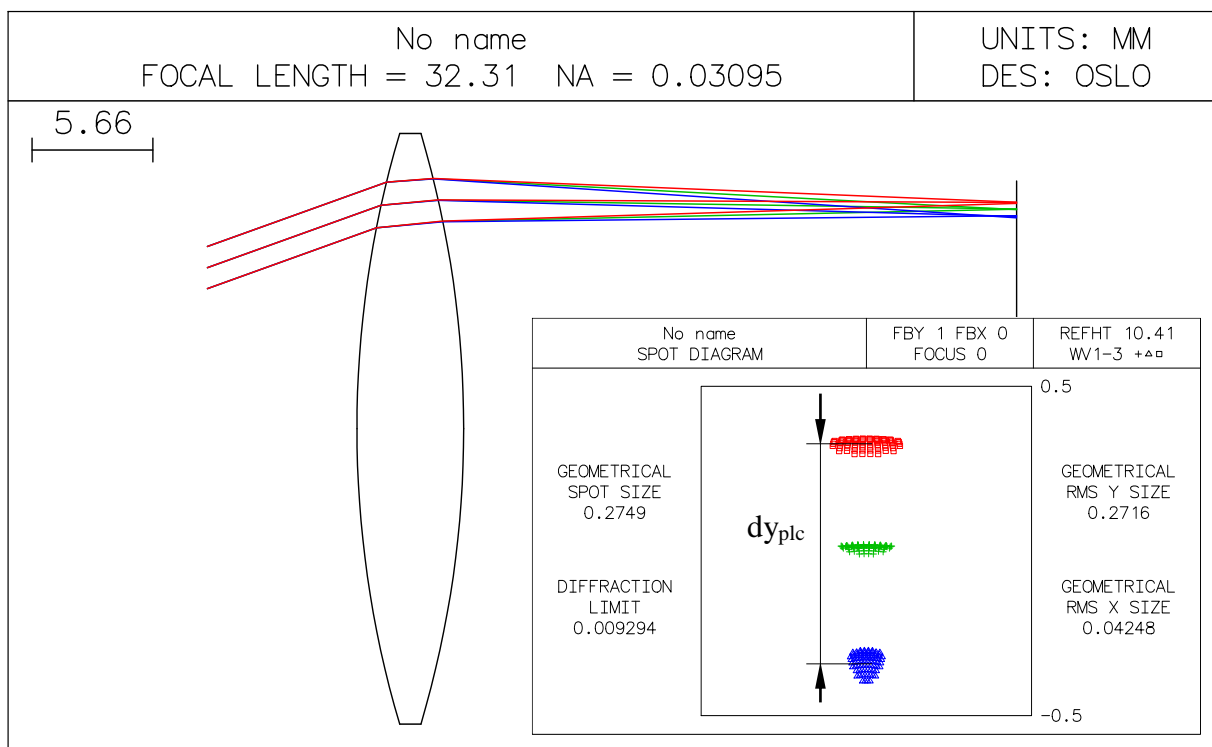 No name
FOCAL LENGTH = 32.31 NA = 0.03095
UNITS: MM
DES: OSLO
5.66
No name
SPOT DIAGRAM
FBY 1 FBX 0
FOCUS 0
REFHT 10.41
WV1-3 +△□
0.5
GEOMETRICAL
SPOT SIZE
0.2749
DIFFRACTION
LIMIT
0.009294
dyplc
GEOMETRICAL
RMS Y SIZE
0.2716
GEOMETRICAL
RMS X SIZE
0.04248
-0.5